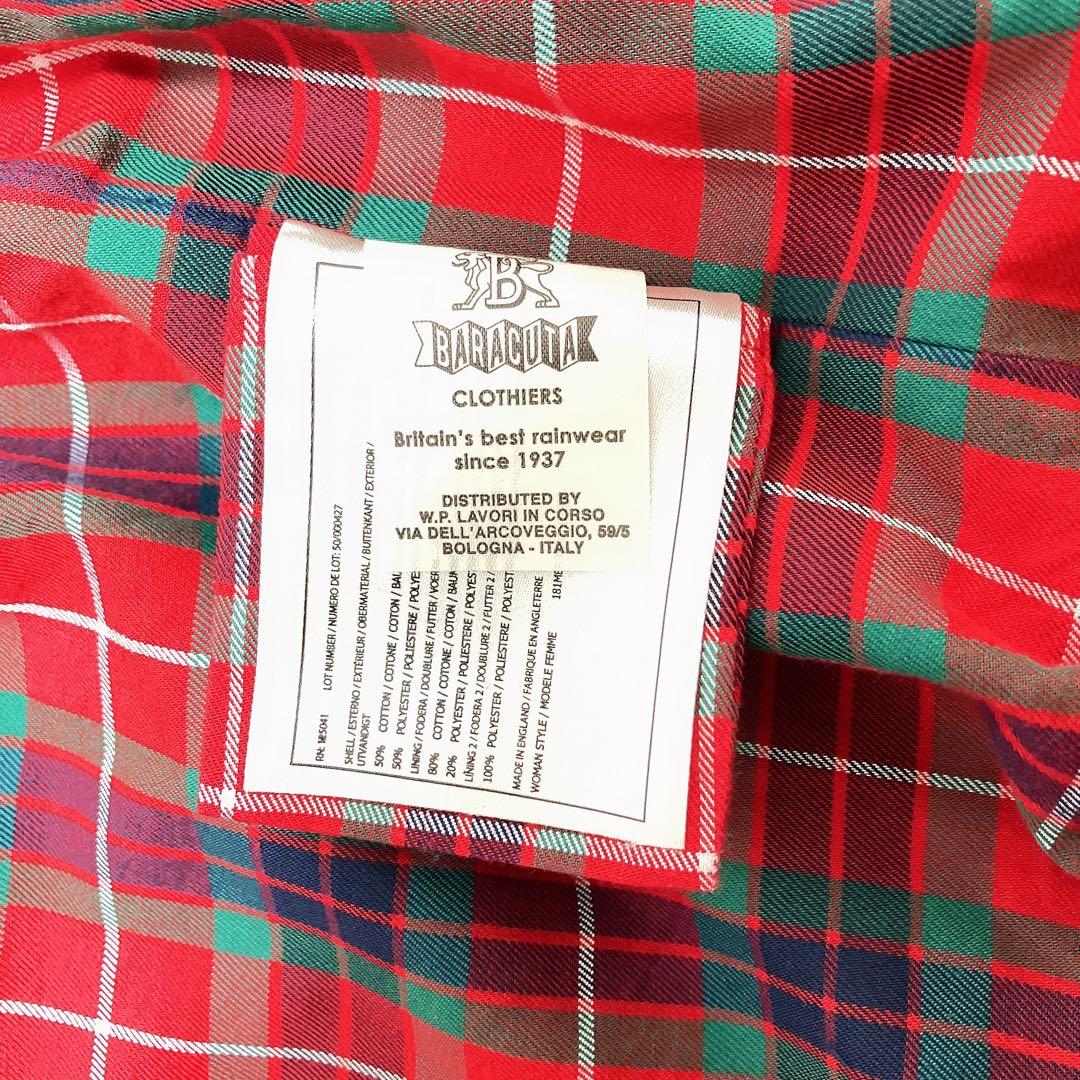 B
BARACUTA
CLOTHIERS
Britain's best rainwear
since 1937
DISTRIBUTED BY
W.P. LAVORI IN CORSO
VIA DELL'ARCOVEGGIO, 59/5
BOLOGNA - ITALY
RN: LOT NUMBER / NUMERO DE LOT: 50/000427
SHELL / ESTERNO / EXTÉRIEUR / OBERMATERIAL / BUITENKANT / EXTERIOR /
UTVANDIGT
50% COTTON / COTONE / COTON / BAU
50% POLYESTER / POLIESTERE / POLYE
LINING / FODERA / DOUBLURE / FUTTER / VOER
80% COTTON / COTONE / COTON / BAUM
20% POLYESTER / POLIESTERE / POLYES
LINING 2 / FODERA 2 / DOUBLURE 2 / FUTTER 2 /
100% POLYESTER / POLIESTERE / POLYEST
MADE IN ENGLAND / FABRIQUE EN ANGLETERRE
WOMAN STYLE / MODELE FEMME 181ME